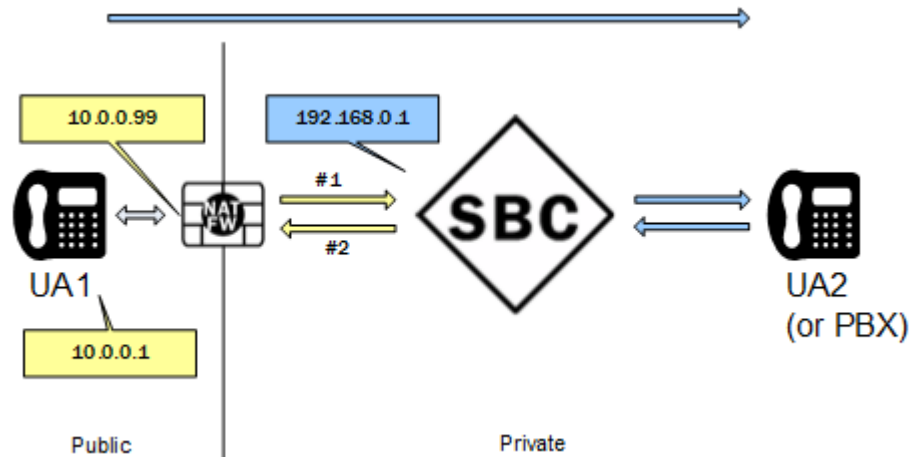 10.0.0.99
192.168.0.1
#1
NAT
FW
SBC
#2
UA1
UA2
(or PBX)
10.0.0.1
Public
Private